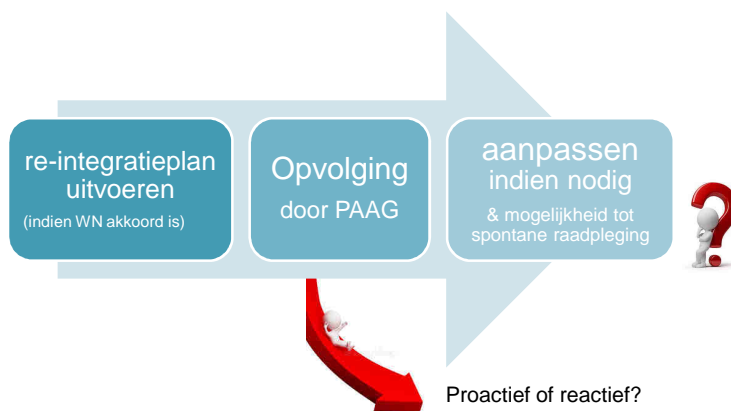 re-integratieplan
uitvoeren
(indien WN akkoord is)
Opvolging
door PAAG
aanpassen
indien nodig
& mogelijkheid tot
spontane raadpleging
Proactief of reactief?